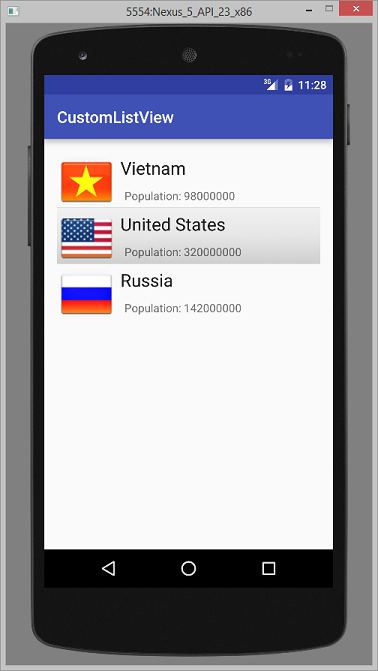 5554:Nexus_5_API_23_x86
3G 11:28
CustomListView
Vietnam
Population: 98000000
United States
Population: 320000000
Russia
Population: 142000000